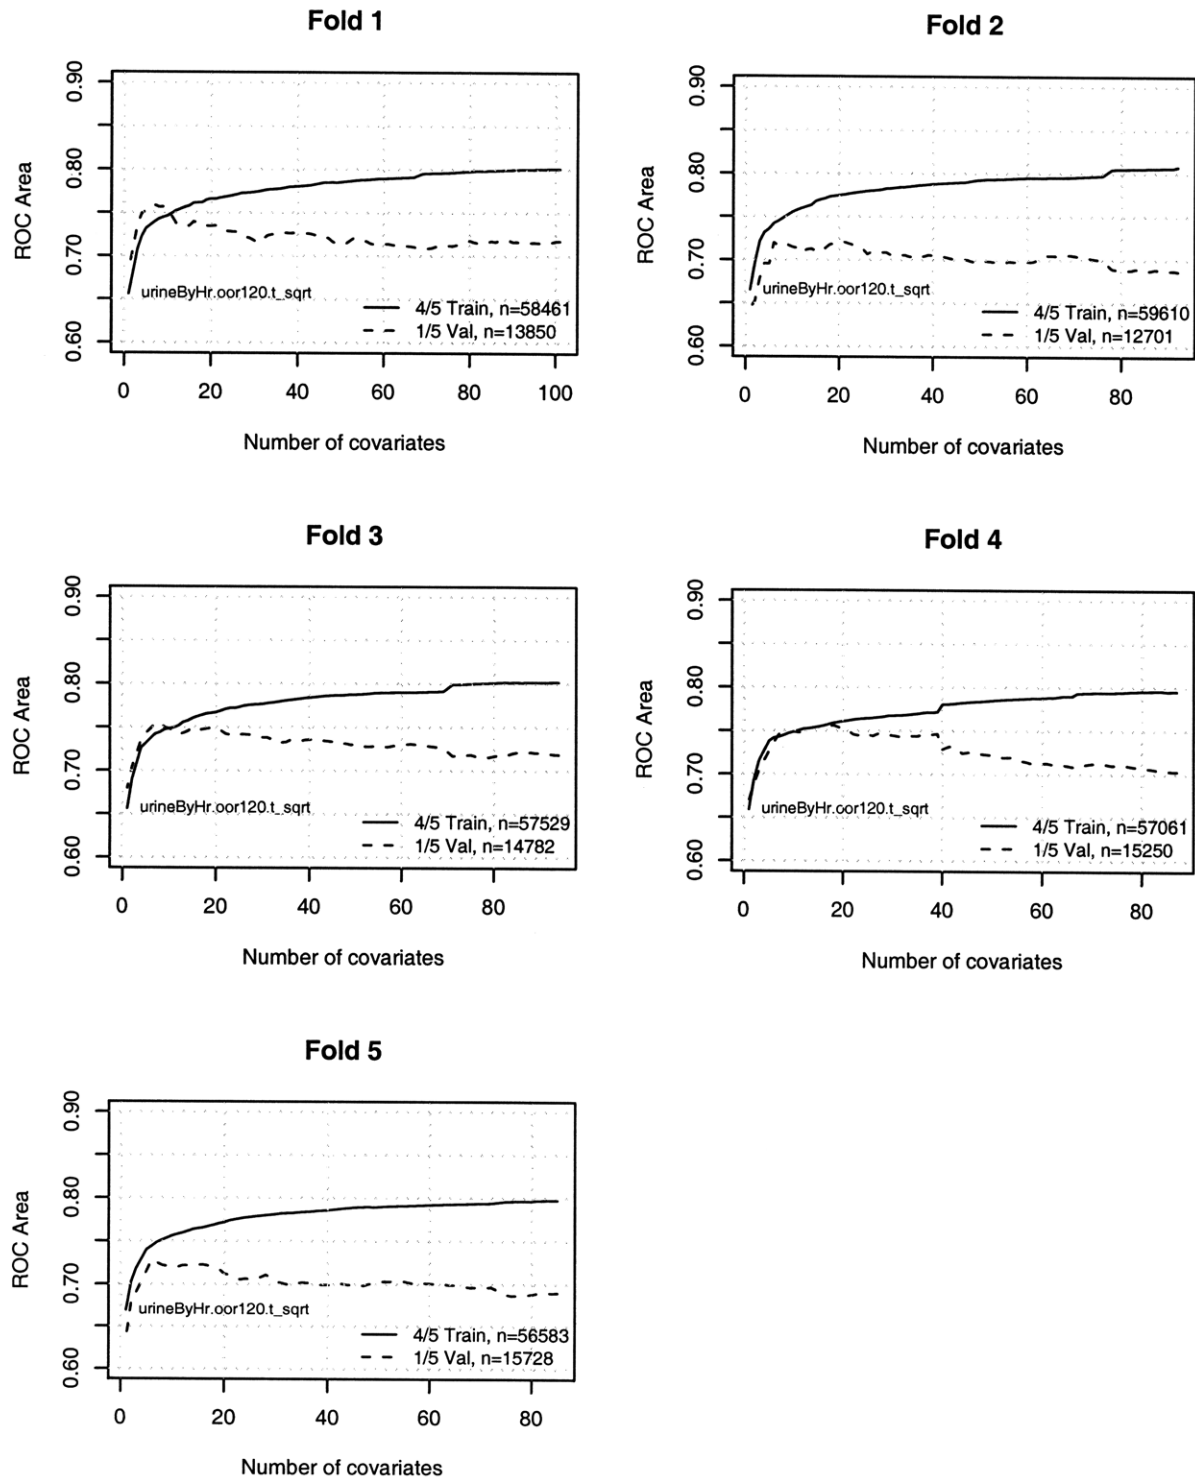 Fold 1
ROC Area
0.60 0.70 0.80 0.90
urineByHr.oor120.t_sqrt
4/5 Train, n=58461
1/5 Val, n=13850
0 20 40 60 80 100
Number of covariates
Fold 2
ROC Area
0.60 0.70 0.80 0.90
urineByHr.oor120.t_sqrt
4/5 Train, n=59610
1/5 Val, n=12701
0 20 40 60 80
Number of covariates
Fold 3
ROC Area
0.60 0.70 0.80 0.90
urineByHr.oor120.t_sqrt
4/5 Train, n=57529
1/5 Val, n=14782
0 20 40 60 80
Number of covariates
Fold 4
ROC Area
0.60 0.70 0.80 0.90
urineByHr.oor120.t_sqrt
4/5 Train, n=57061
1/5 Val, n=15250
0 20 40 60 80
Number of covariates
Fold 5
ROC Area
0.60 0.70 0.80 0.90
urineByHr.oor120.t_sqrt
4/5 Train, n=56583
1/5 Val, n=15728
0 20 40 60 80
Number of covariates